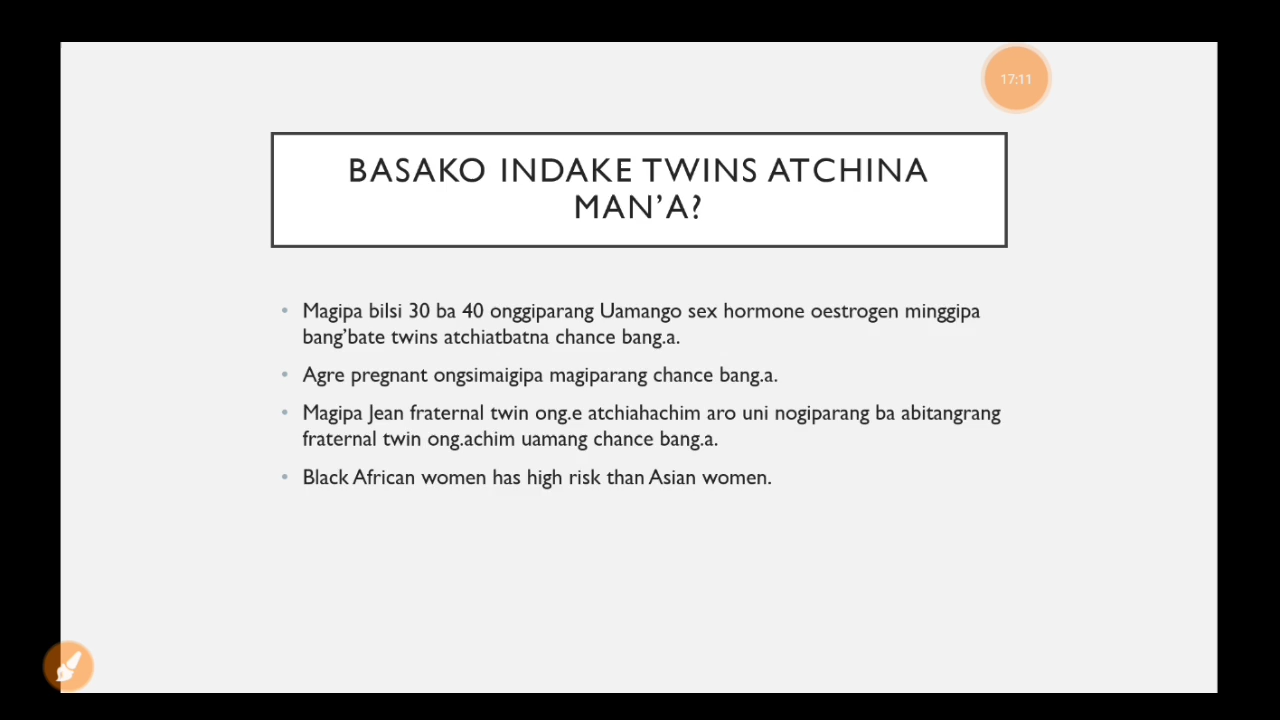 17:11
BASAKO INDAKE TWINS ATCHINA
MAN'A?
• Magipa bilsi 30 ba 40 onggiparang Uamango sex hormone oestrogen minggipa
bang'bate twins atchiatbatna chance bang.a.
• Agre pregnant ongsimaigipa magiparang chance bang.a.
• Magipa Jean fraternal twin ong.e atchiahachim aro uni nogiparang ba abitangrang
fraternal twin ong.achim uamang chance bang.a.
• Black African women has high risk than Asian women.